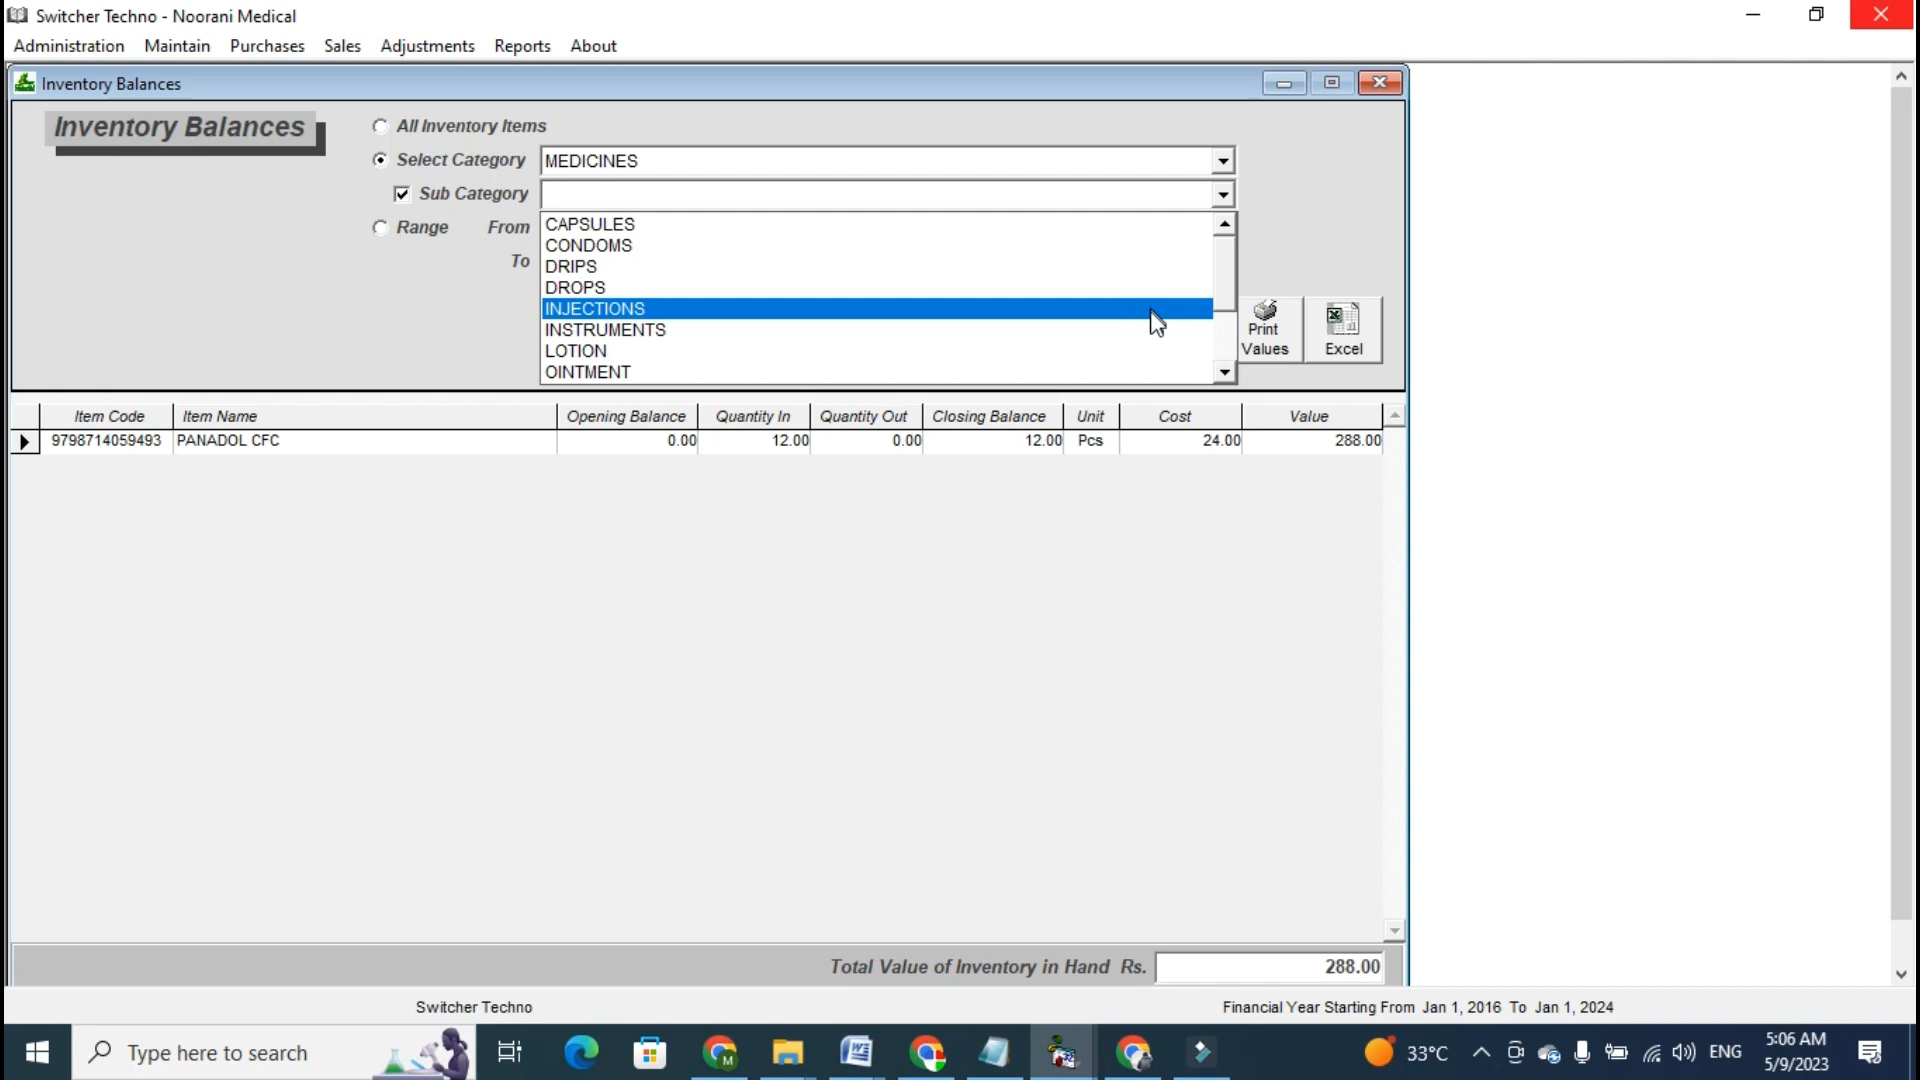 Switcher Techno - Noorani Medical
Administration Maintain Purchases Sales Adjustments Reports About
Inventory Balances
Inventory Balances
All Inventory Items
Select Category MEDICINES
Sub Category
Range From
To
CAPSULES
CONDOMS
DRIPS
DROPS
INJECTIONS
INSTRUMENTS
LOTION
OINTMENT
Print Values
Excel
Item Code Item Name Opening Balance Quantity In Quantity Out Closing Balance Unit Cost Value
9798714059493 PANADOL CFC 0.00 12.00 0.00 12.00 Pcs 24.00 288.00
Total Value of Inventory in Hand Rs. 288.00
Switcher Techno Financial Year Starting From Jan 1, 2016 To Jan 1, 2024
Type here to search
33°C ENG 5:06 AM
5/9/2023